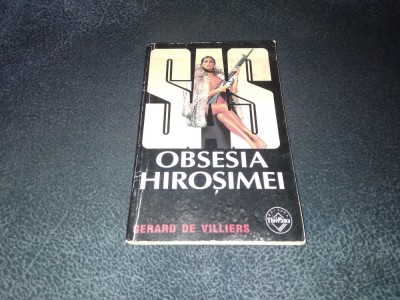 SAS
OBSESIA
HIROȘIMEI
GERARD DE VILLIERS